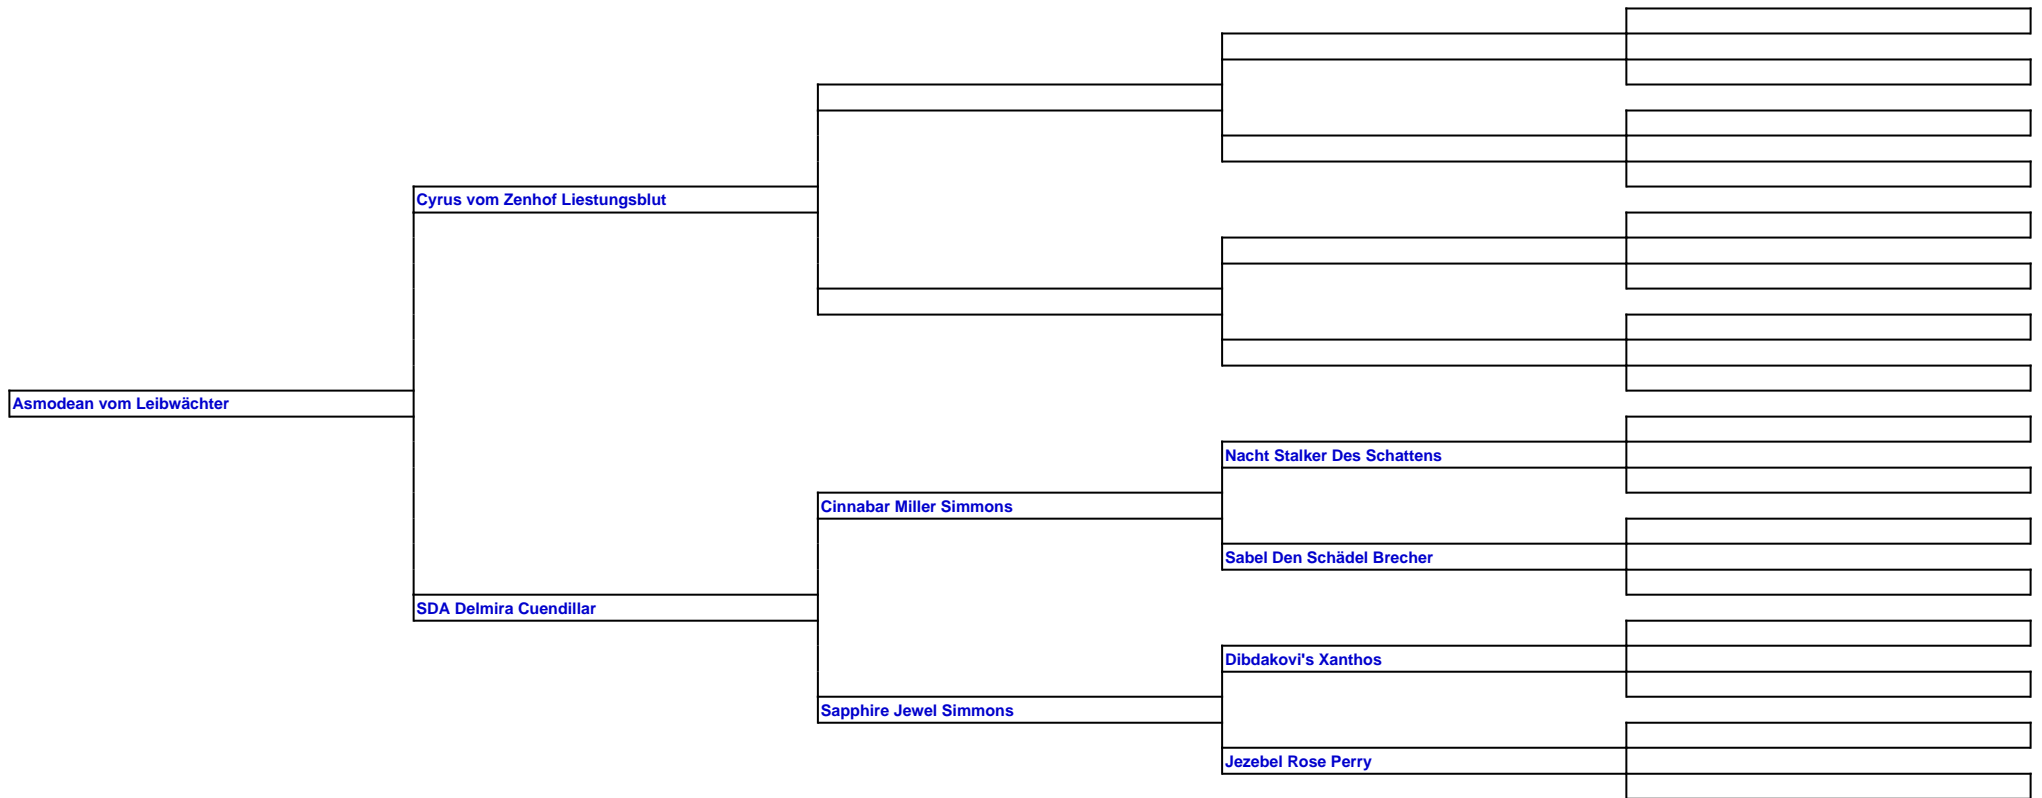 Cyrus vom Zenhof Liestungsblut
Asmodean vom Leibwächter
Nacht Stalker Des Schattens
Cinnabar Miller Simmons
Sabel Den Schädel Brecher
SDA Delmira Cuendillar
Dibdakovi's Xanthos
Sapphire Jewel Simmons
Jezebel Rose Perry